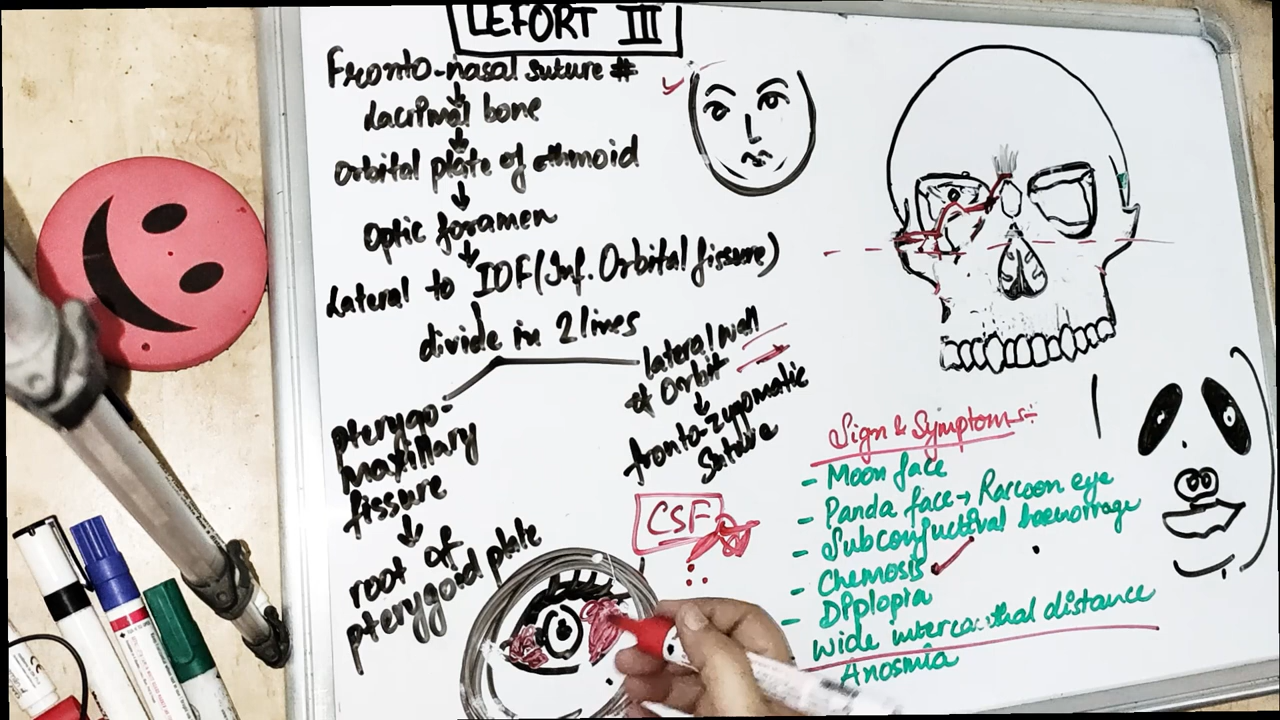 LEFORT III
Fronto-nasal suture #
Lacrimal bone
Orbital plate of ethmoid
Optic foramen
Lateral to IOF (Inf. Orbital fissure)
divide in 2 lines
pterygo-
maxillary
fissure
root of
pterygoid plate
lateral wall
of Orbit
fronta-zygomatic
suture
CSF
Sign & Symptoms:-
- Moon face
- Panda face → Racoon eye
- Subconjuctival haemorrage
- Chemosis
- Diplopia
Wide intercanthal distance
Anosmia